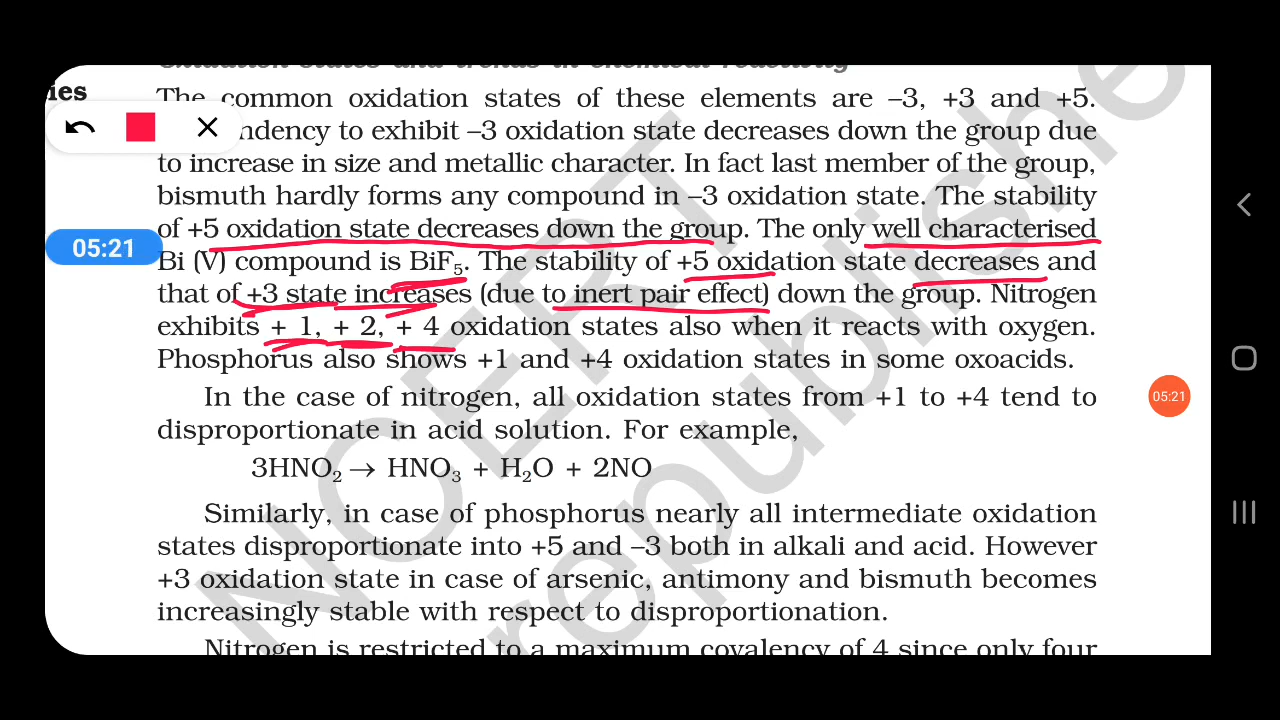 Oxidation states and trends in chemical reactivity
ies
The common oxidation states of these elements are –3, +3 and +5.
ndency to exhibit –3 oxidation state decreases down the group due
to increase in size and metallic character. In fact last member of the group,
bismuth hardly forms any compound in –3 oxidation state. The stability
of +5 oxidation state decreases down the group. The only well characterised
05:21
Bi (V) compound is BiF₅. The stability of +5 oxidation state decreases and
that of +3 state increases (due to inert pair effect) down the group. Nitrogen
exhibits + 1, + 2, + 4 oxidation states also when it reacts with oxygen.
Phosphorus also shows +1 and +4 oxidation states in some oxoacids.
05:21
In the case of nitrogen, all oxidation states from +1 to +4 tend to
disproportionate in acid solution. For example,
3HNO₂ → HNO₃ + H₂O + 2NO
Similarly, in case of phosphorus nearly all intermediate oxidation
states disproportionate into +5 and –3 both in alkali and acid. However
+3 oxidation state in case of arsenic, antimony and bismuth becomes
increasingly stable with respect to disproportionation.
Nitrogen is restricted to a maximum covalency of 4 since only four
NCERT
republishe